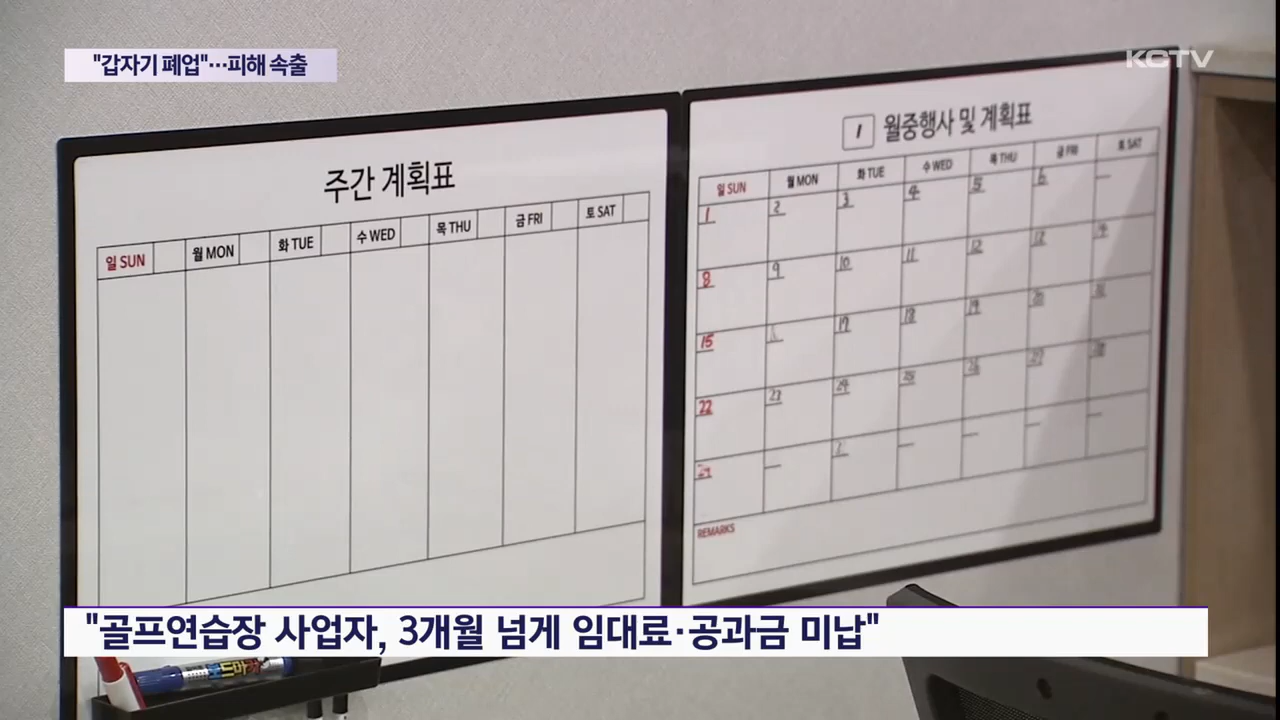 "갑자기 폐업"…피해 속출
KCTV
주간 계획표
일 SUN 월 MON 화 TUE 수 WED 목 THU 금 FRI 토 SAT
1 월중행사 및 계획표
일 SUN 월 MON 화 TUE 수 WED 목 THU 금 FRI 토 SAT
1 2 3 4 5 6
8 9 10 11 12 12 14
15 17 18 19 20 21
22 23 24 25 26 27 28
REMARKS
"골프연습장 사업자, 3개월 넘게 임대료·공과금 미납"